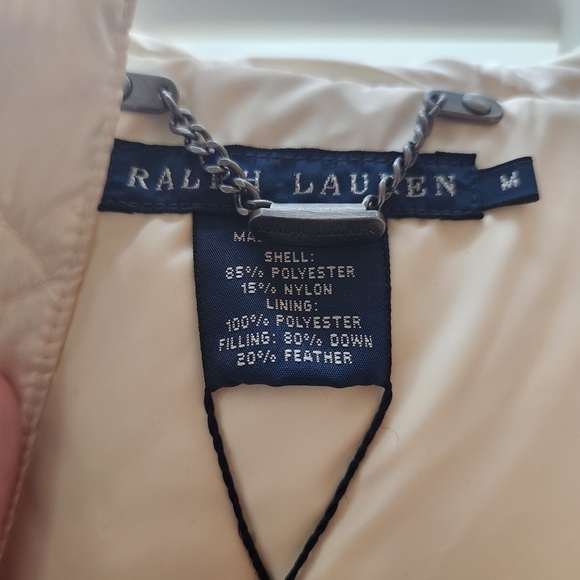 RALPH LAUREN M
SHELL:
85% POLYESTER
15% NYLON
LINING:
100% POLYESTER
FILLING: 80% DOWN
20% FEATHER